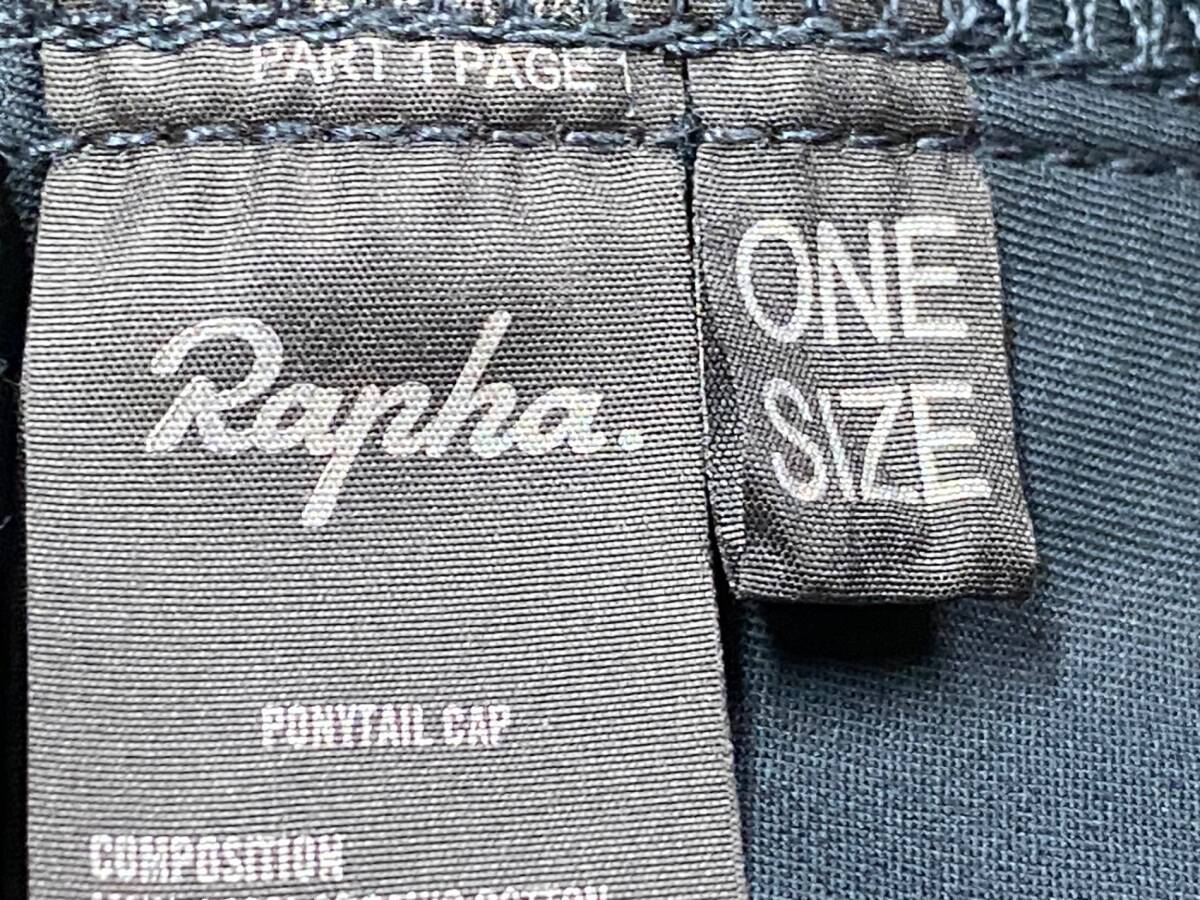 PART 1 PAGE 1
Rapha.
ONE
SIZE
PONYTAIL CAP
COMPOSITION